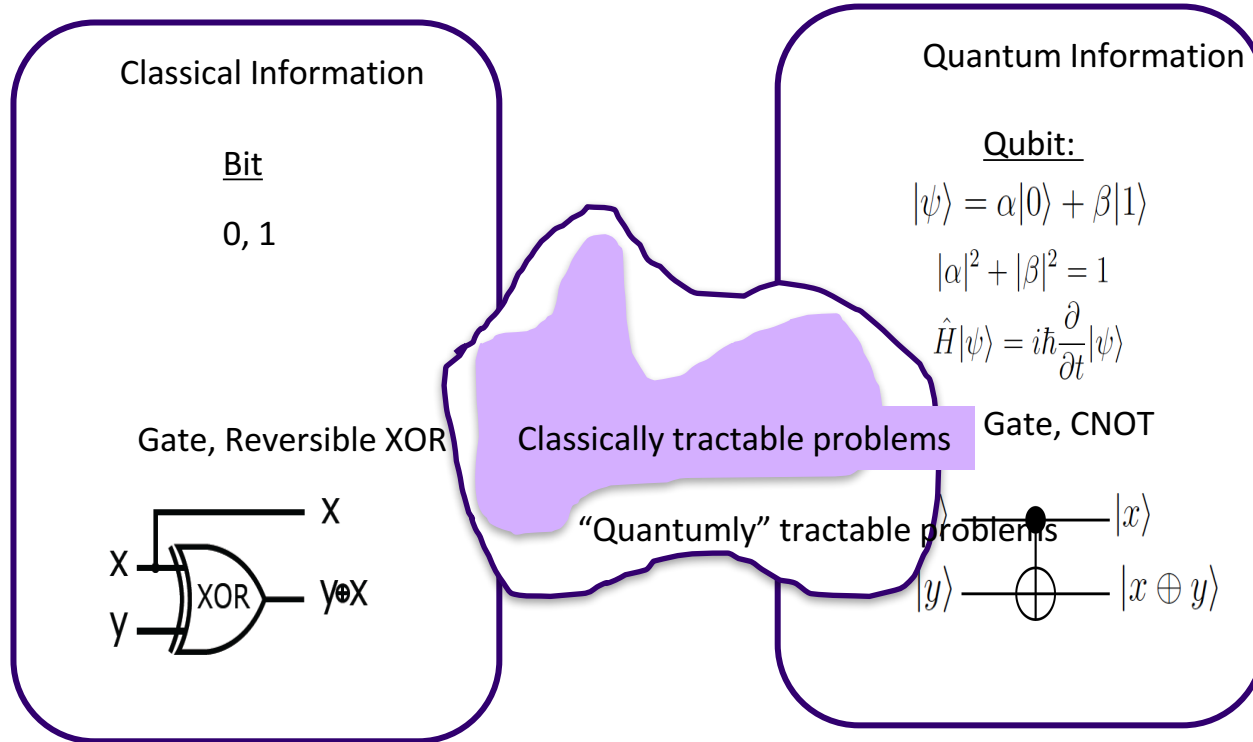 Classical Information
Bit
0, 1
Gate, Reversible XOR
x
x
XOR
y⊕x
y
Classically tractable problems
“Quantumly” tractable problems
Quantum Information
Qubit:
|ψ⟩ = α|0⟩ + β|1⟩
|α|² + |β|² = 1
Ĥ|ψ⟩ = iℏ ∂/∂t |ψ⟩
Gate, CNOT
⟩ |x⟩
|y⟩ |x ⊕ y⟩